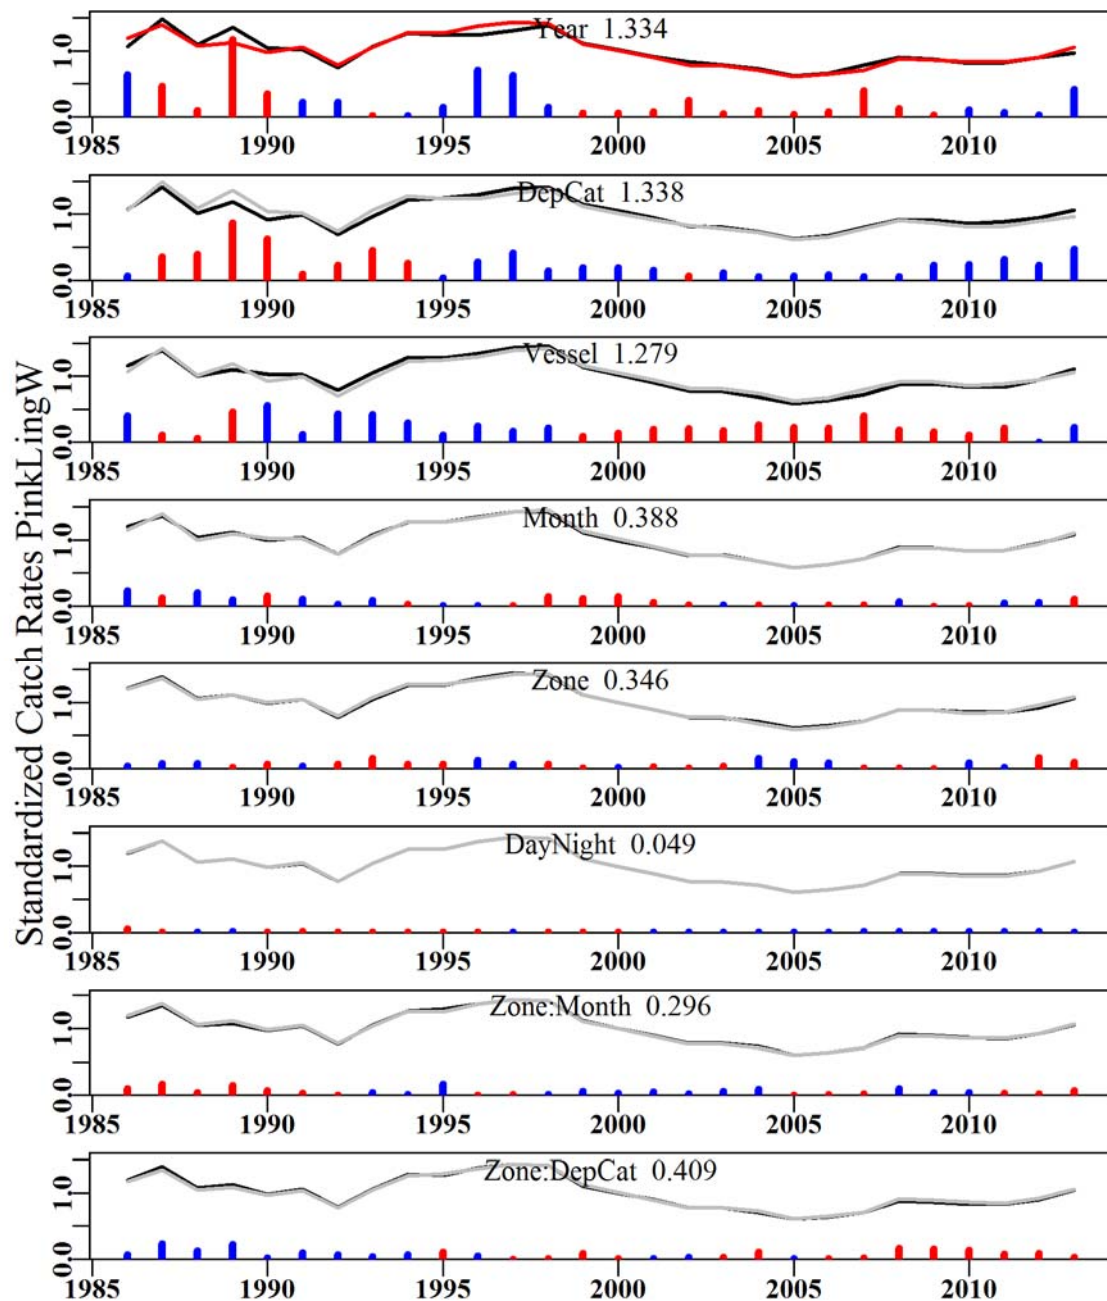 Standardized Catch Rates PinkLingW
Year 1.334
1.0
0.0
1985 1990 1995 2000 2005 2010
DepCat 1.338
1.0
0.0
1985 1990 1995 2000 2005 2010
Vessel 1.279
1.0
0.0
1985 1990 1995 2000 2005 2010
Month 0.388
1.0
0.0
1985 1990 1995 2000 2005 2010
Zone 0.346
1.0
0.0
1985 1990 1995 2000 2005 2010
DayNight 0.049
1.0
0.0
1985 1990 1995 2000 2005 2010
Zone:Month 0.296
1.0
0.0
1985 1990 1995 2000 2005 2010
Zone:DepCat 0.409
1.0
0.0
1985 1990 1995 2000 2005 2010